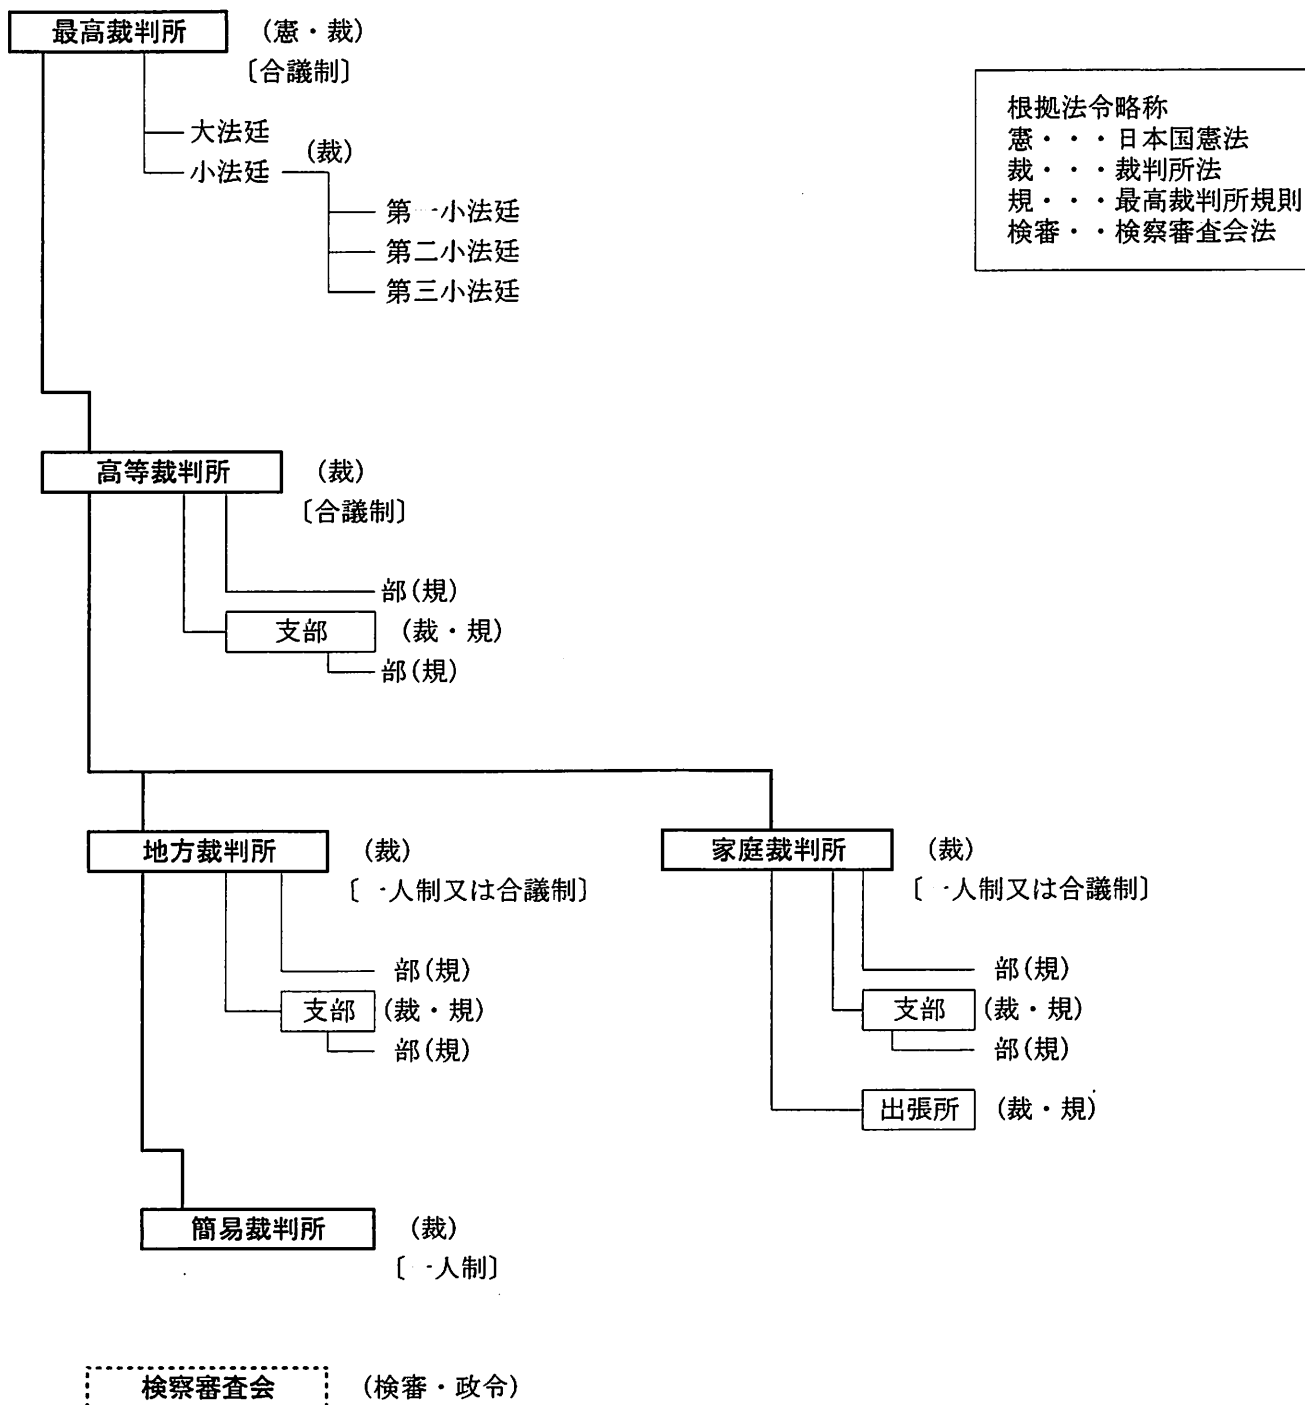 最高裁判所 (憲・裁)
〔合議制〕
大法廷
小法廷 (裁)
第一小法廷
第二小法廷
第三小法廷
根拠法令略称
憲・・・日本国憲法
裁・・・裁判所法
規・・・最高裁判所規則
検審・・検察審査会法
高等裁判所 (裁)
〔合議制〕
部(規)
支部 (裁・規)
部(規)
地方裁判所 (裁)
〔一人制又は合議制〕
部(規)
支部 (裁・規)
部(規)
家庭裁判所 (裁)
〔一人制又は合議制〕
部(規)
支部 (裁・規)
部(規)
出張所 (裁・規)
簡易裁判所 (裁)
〔一人制〕
検察審査会 (検審・政令)